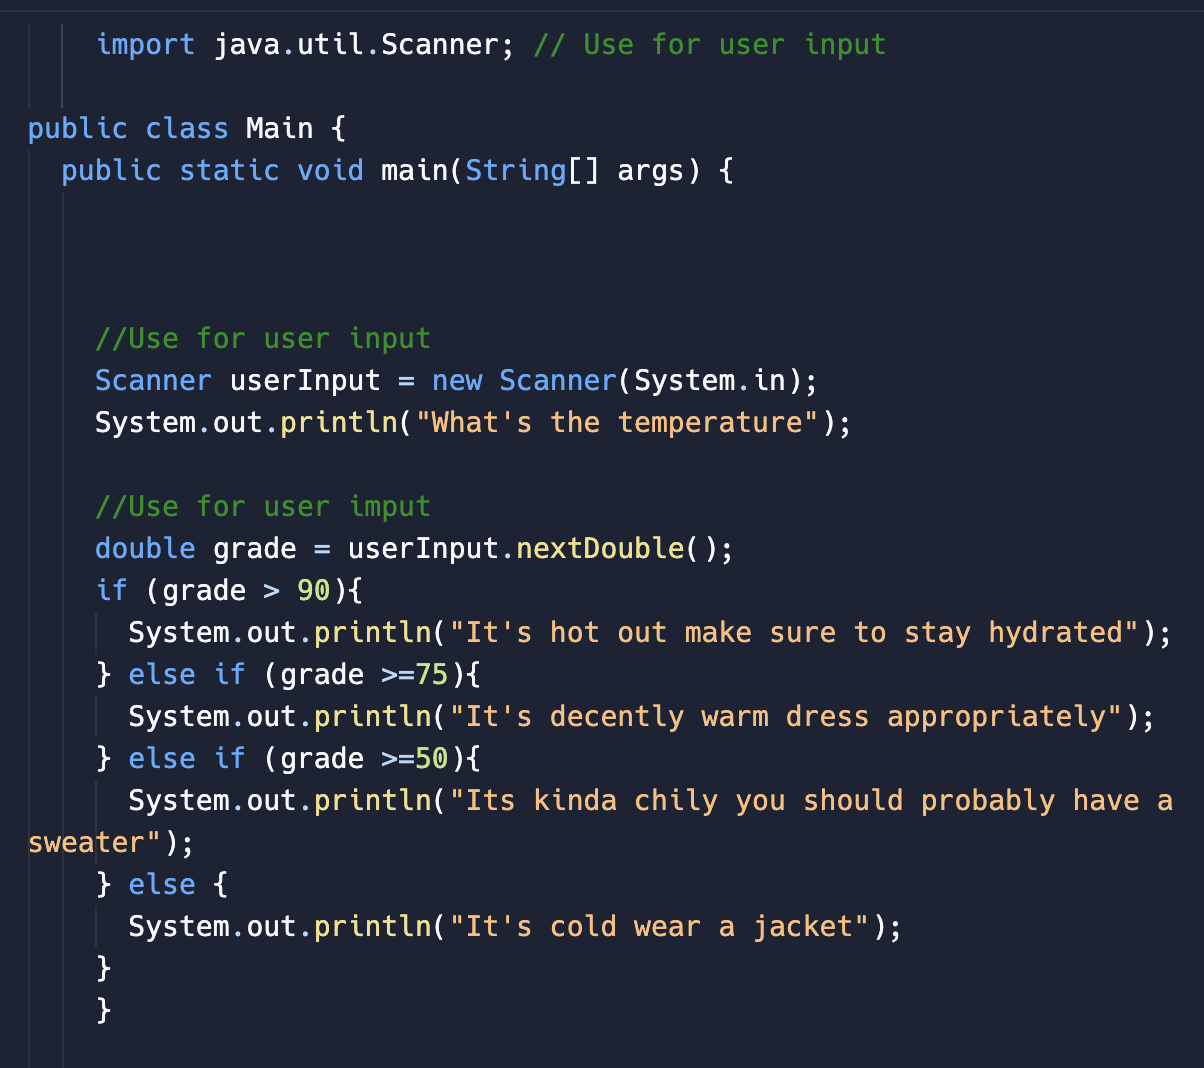 import java.util.Scanner; // Use for user input
public class Main {
public static void main(String[] args) {
//Use for user input
Scanner userInput = new Scanner(System.in);
System.out.println("What's the temperature");
//Use for user imput
double grade = userInput.nextDouble();
if (grade > 90){
System.out.println("It's hot out make sure to stay hydrated");
} else if (grade >=75){
System.out.println("It's decently warm dress appropriately");
} else if (grade >=50){
System.out.println("Its kinda chily you should probably have a
sweater");
} else {
System.out.println("It's cold wear a jacket");
}
}